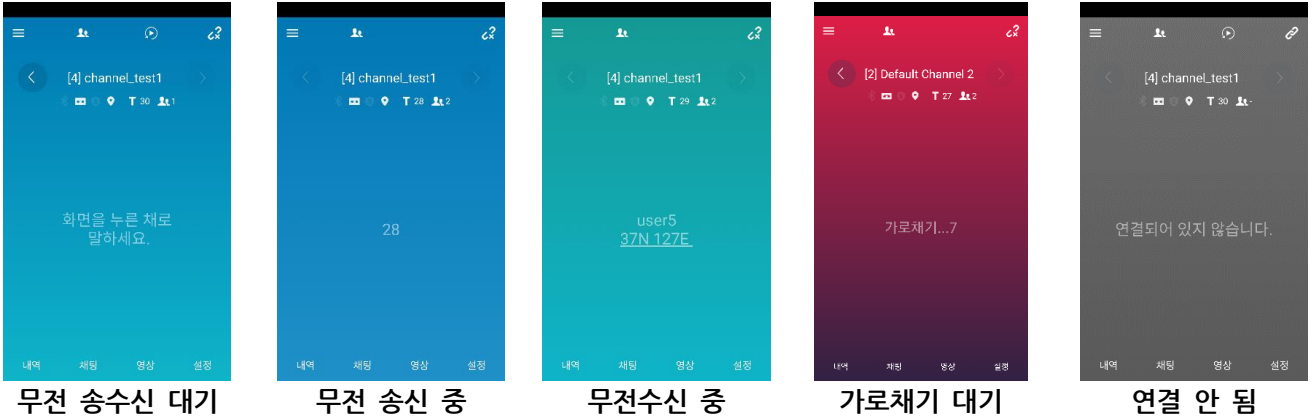 [4] channel_test1
T 30 1
화면을 누른 채로
말하세요.
내역 채팅 영상 설정
무전 송수신 대기
[4] channel_test1
T 28 2
28
내역 채팅 영상 설정
무전 송신 중
[4] channel_test1
T 29 2
user5
37N 127E
내역 채팅 영상 설정
무전수신 중
[2] Default Channel 2
T 27 2
가로채기...7
내역 채팅 영상 설정
가로채기 대기
[4] channel_test1
T 30 -
연결되어 있지 않습니다.
내역 채팅 영상 설정
연결 안 됨